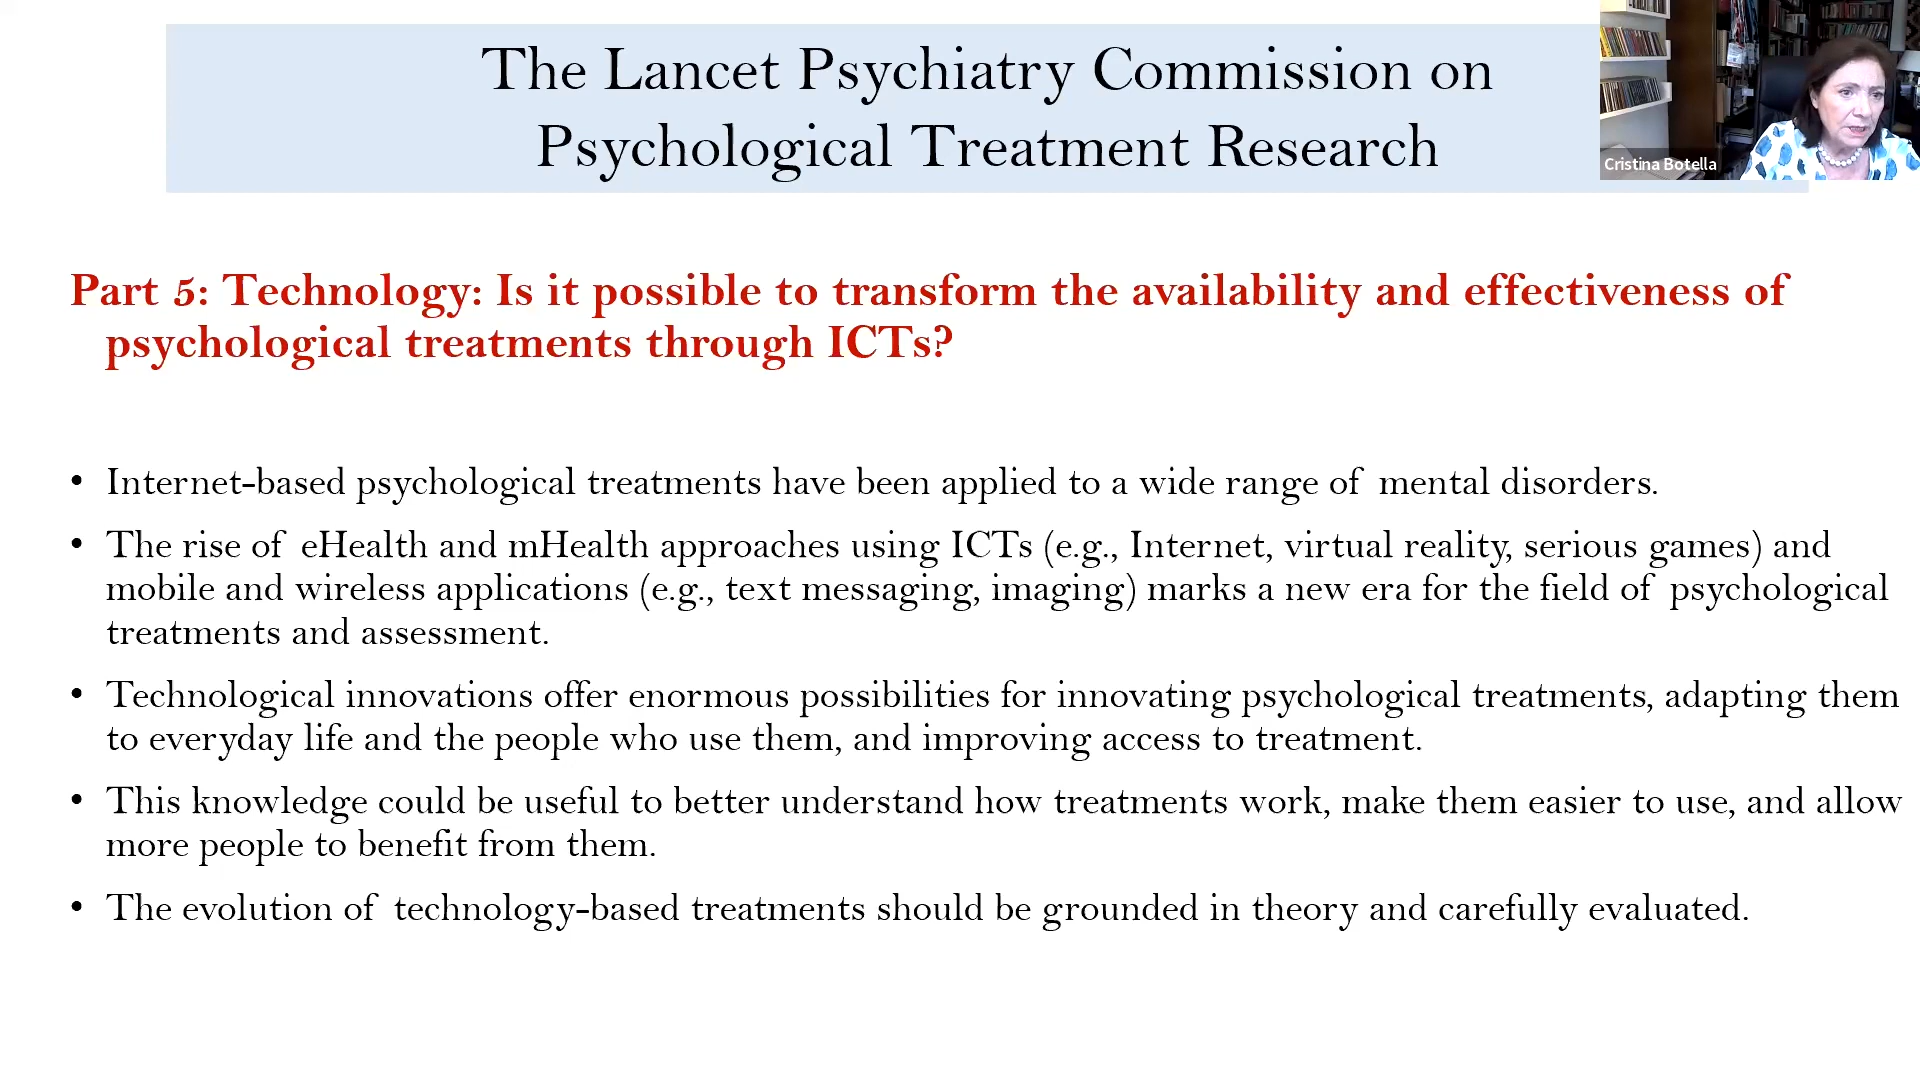 The Lancet Psychiatry Commission on
Psychological Treatment Research
Cristina Botella
Part 5: Technology: Is it possible to transform the availability and effectiveness of
psychological treatments through ICTs?
• Internet-based psychological treatments have been applied to a wide range of mental disorders.
• The rise of eHealth and mHealth approaches using ICTs (e.g., Internet, virtual reality, serious games) and
mobile and wireless applications (e.g., text messaging, imaging) marks a new era for the field of psychological
treatments and assessment.
• Technological innovations offer enormous possibilities for innovating psychological treatments, adapting them
to everyday life and the people who use them, and improving access to treatment.
• This knowledge could be useful to better understand how treatments work, make them easier to use, and allow
more people to benefit from them.
• The evolution of technology-based treatments should be grounded in theory and carefully evaluated.